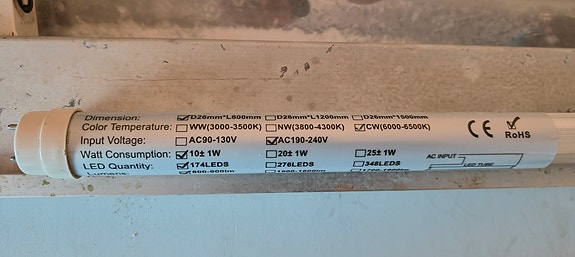 Dimension: ☑D26mm*L600mm ☐D26mm*L1200mm ☐D26mm*1500mm
Color Temperature: ☐WW(3000-3500K) ☐NW(3800-4300K) ☑CW(6000-6500K)
Input Voltage: ☐AC90-130V ☑AC190-240V
Watt Consumption: ☑10± 1W ☐20± 1W ☐25± 1W
LED Quantity: ☑174LEDS ☐276LEDS ☐348LEDS
Lumens:
CE
RoHS
AC INPUT
LED TUBE